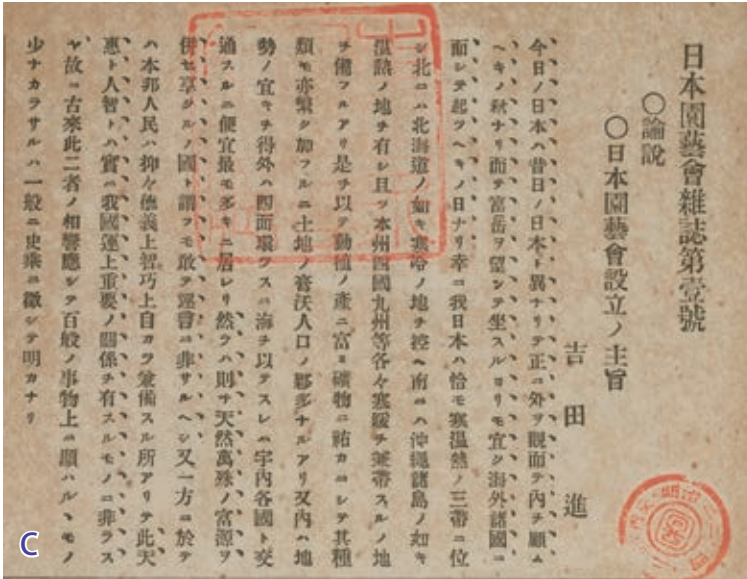 日本園藝會雜誌第壹號
○論說
○日本園藝會設立ノ主旨
吉田 進
今日ノ日本ハ昔日ノ日本ト異ナリテ正ニ外ヲ觀而テ內ヲ顧ム
ヘキノ秋ナリ而テ富岳ヲ望ンテ坐スルヨリモ宜シク海外諸國ニ
面シテ起ツヘキノ日ナリ幸ニ我日本ハ恰モ寒温熱ノ三帶ニ位
シ北ニハ北海道ノ如キ寒冷ノ地ヲ控ヘ南ニハ沖繩諸島ノ如キ
温熱ノ地ヲ有シ且ツ本州四國九州等各々寒暖ヲ兼帶スルノ地
ヲ備フルアリ是ヲ以テ動植ノ產ニ富ミ礦物ニ祐カニシテ其種
類モ亦繁シ加フルニ土地ノ膏沃人口ノ夥多ナルアリ又內ハ地
勢ノ宜キヲ得外ハ四面環ラスニ海ヲ以テスレハ宇內各國ト交
通スルニ便宜最モ多キニ居レリ然ラハ則チ天然萬殊ノ富源ヲ
併セ享クルノ國ト謂フモ敢テ溢言ニ非サルヘシ又一方ニ於テ
ハ本邦人民ハ抑々德義上智巧上自カラ兼備スル所アリテ此天
惠ト人智トハ實ニ我國運上重要ノ關係ヲ有スルモノニ非ラス
ヤ故ニ古來此二者ノ相響應シテ百般ノ事物上ニ顯ハルヽモノ
少ナカラサルハ一般ニ史乘ニ徵シテ明カナリ
C